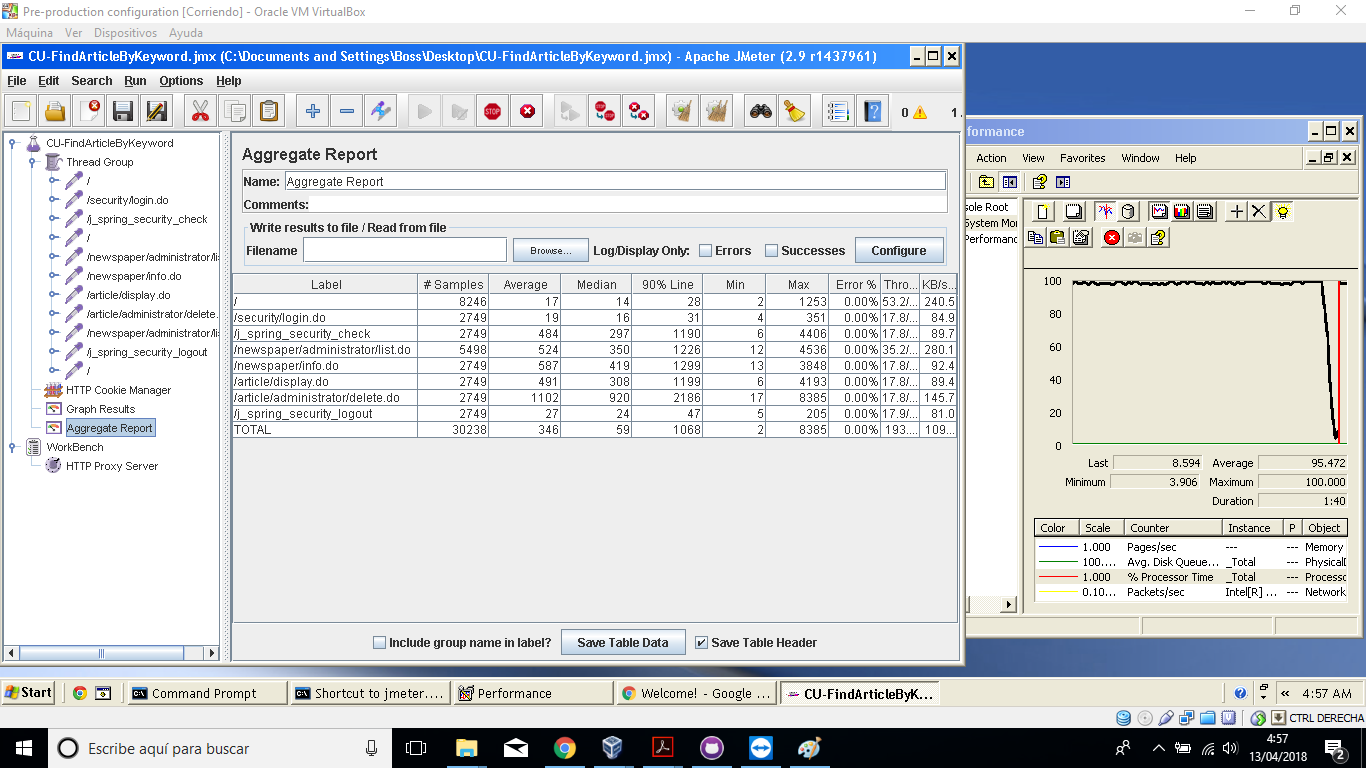 Pre-production configuration [Corriendo] - Oracle VM VirtualBox
Máquina Ver Dispositivos Ayuda
CU-FindArticleByKeyword.jmx (C:\Documents and Settings\Boss\Desktop\CU-FindArticleByKeyword.jmx) - Apache JMeter (2.9 r1437961)
File Edit Search Run Options Help
STOP
0
1.
CU-FindArticleByKeyword
Thread Group
/
/security/login.do
/j_spring_security_check
/
/newspaper/administrator/li
/newspaper/info.do
/article/display.do
/article/administrator/delete.
/newspaper/administrator/li
/j_spring_security_logout
/
HTTP Cookie Manager
Graph Results
Aggregate Report
WorkBench
HTTP Proxy Server
Aggregate Report
Name: Aggregate Report
Comments:
Write results to file / Read from file
Filename Browse... Log/Display Only: Errors Successes Configure
Label # Samples Average Median 90% Line Min Max Error % Thro... KB/s...
/ 8246 17 14 28 2 1253 0.00% 53.2/... 240.5
/security/login.do 2749 19 16 31 4 351 0.00% 17.8/... 84.9
/j_spring_security_check 2749 484 297 1190 6 4406 0.00% 17.8/... 89.7
/newspaper/administrator/list.do 5498 524 350 1226 12 4536 0.00% 35.2/... 280.1
/newspaper/info.do 2749 587 419 1299 13 3848 0.00% 17.8/... 92.4
/article/display.do 2749 491 308 1199 6 4193 0.00% 17.8/... 89.4
/article/administrator/delete.do 2749 1102 920 2186 17 8385 0.00% 17.8/... 145.7
/j_spring_security_logout 2749 27 24 47 5 205 0.00% 17.9/... 81.0
TOTAL 30238 346 59 1068 2 8385 0.00% 193.... 109...
Include group name in label? Save Table Data Save Table Header
formance
Action View Favorites Window Help
sole Root
System Mo
Performanc
100
80
60
40
20
0
Last 8.594 Average 95.472
Minimum 3.906 Maximum 100.000
Duration 1:40
Color Scale Counter Instance P Object
1.000 Pages/sec --- --- Memory
100.... Avg. Disk Queue... _Total --- Physical
1.000 % Processor Time _Total --- Processo
0.10... Packets/sec Intel[R] ... --- Network
Start Command Prompt Shortcut to jmeter.... Performance Welcome! - Google ... CU-FindArticleByK... « 4:57 AM
CTRL DERECHA
Escribe aquí para buscar
4:57
13/04/2018
2